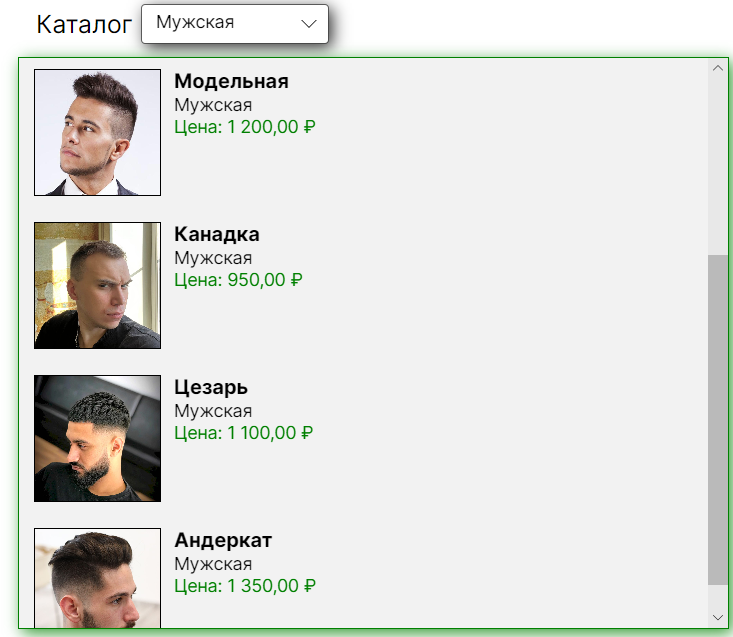 Каталог
Мужская
Модельная
Мужская
Цена: 1 200,00 ₽
Канадка
Мужская
Цена: 950,00 ₽
Цезарь
Мужская
Цена: 1 100,00 ₽
Андеркат
Мужская
Цена: 1 350,00 ₽